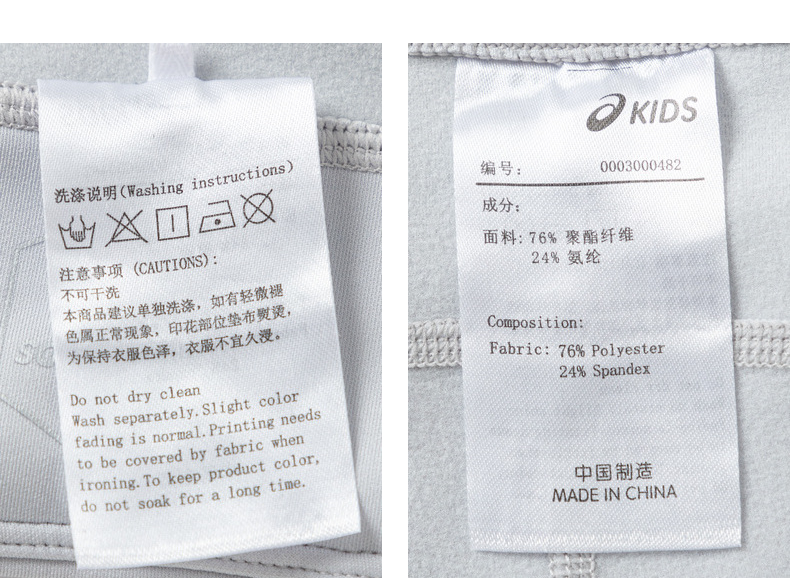 洗涤说明(Washing instructions)
注意事项 (CAUTIONS):
不可干洗
本商品建议单独洗涤，如有轻微褪
色属正常现象，印花部位垫布熨烫，
为保持衣服色泽，衣服不宜久浸。
Do not dry clean
Wash separately.Slight color
fading is normal.Printing needs
to be covered by fabric when
ironing.To keep product color,
do not soak for a long time.
KIDS
编号: 0003000482
成分:
面料: 76% 聚酯纤维
24% 氨纶
Composition:
Fabric: 76% Polyester
24% Spandex
中国制造
MADE IN CHINA